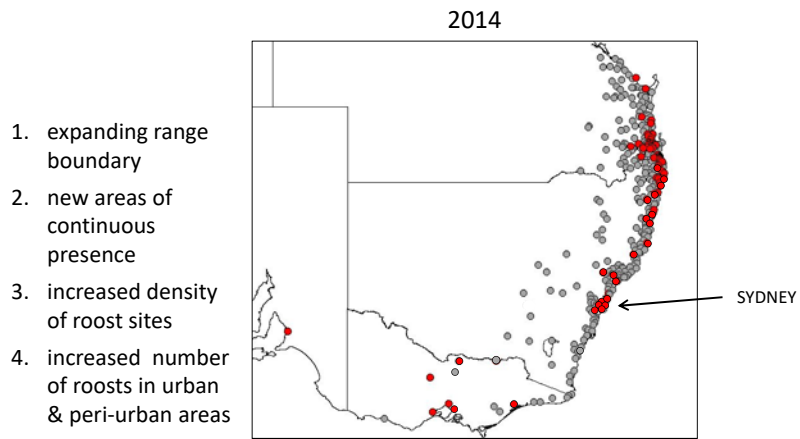 2014
1. expanding range
boundary
2. new areas of
continuous
presence
3. increased density
of roost sites
4. increased number
of roosts in urban
& peri-urban areas
SYDNEY